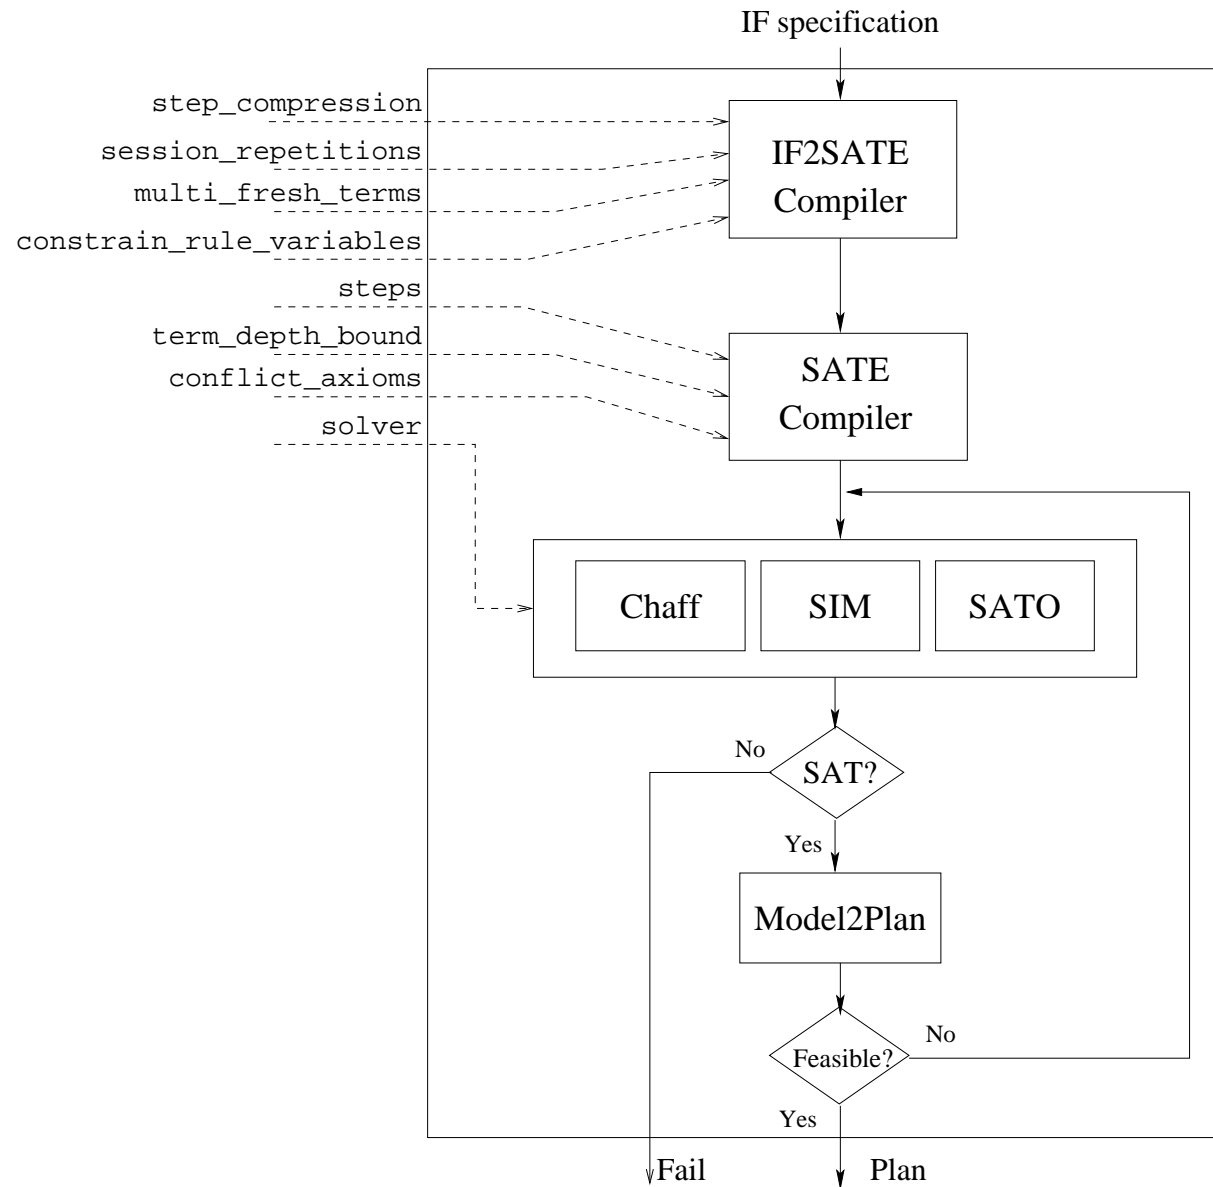 IF specification
step_compression
session_repetitions
multi_fresh_terms
constrain_rule_variables
steps
term_depth_bound
conflict_axioms
solver
IF2SATE
Compiler
SATE
Compiler
Chaff
SIM
SATO
SAT?
No
Yes
Model2Plan
Feasible?
No
Yes
Fail
Plan